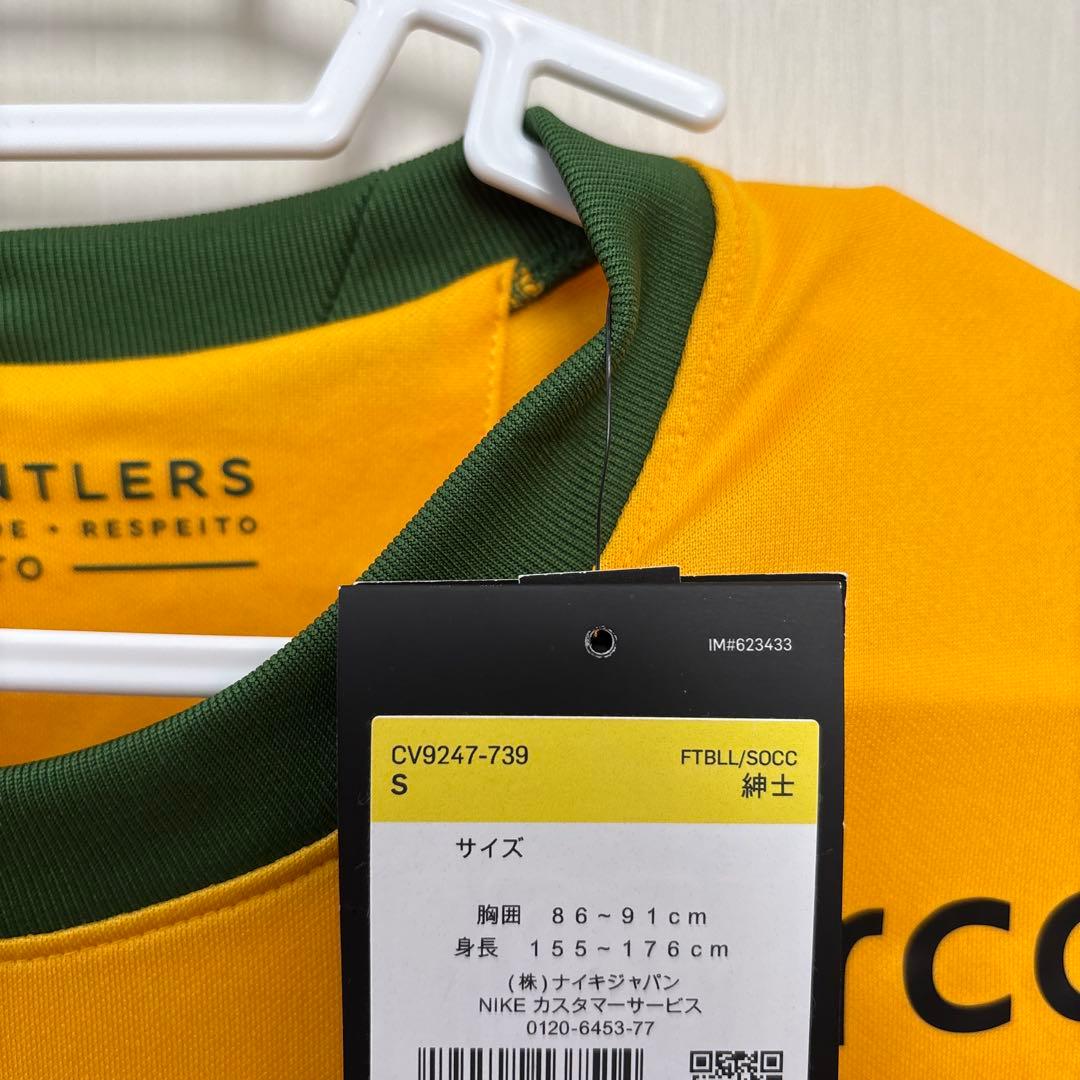 NTLERS
DE • RESPEITO
TO
IM#623433
CV9247-739 FTBLL/SOCC
S 紳士
サイズ
胸囲 86~91cm
身長 155~176cm
(株)ナイキジャパン
NIKE カスタマーサービス
0120-6453-77
rc